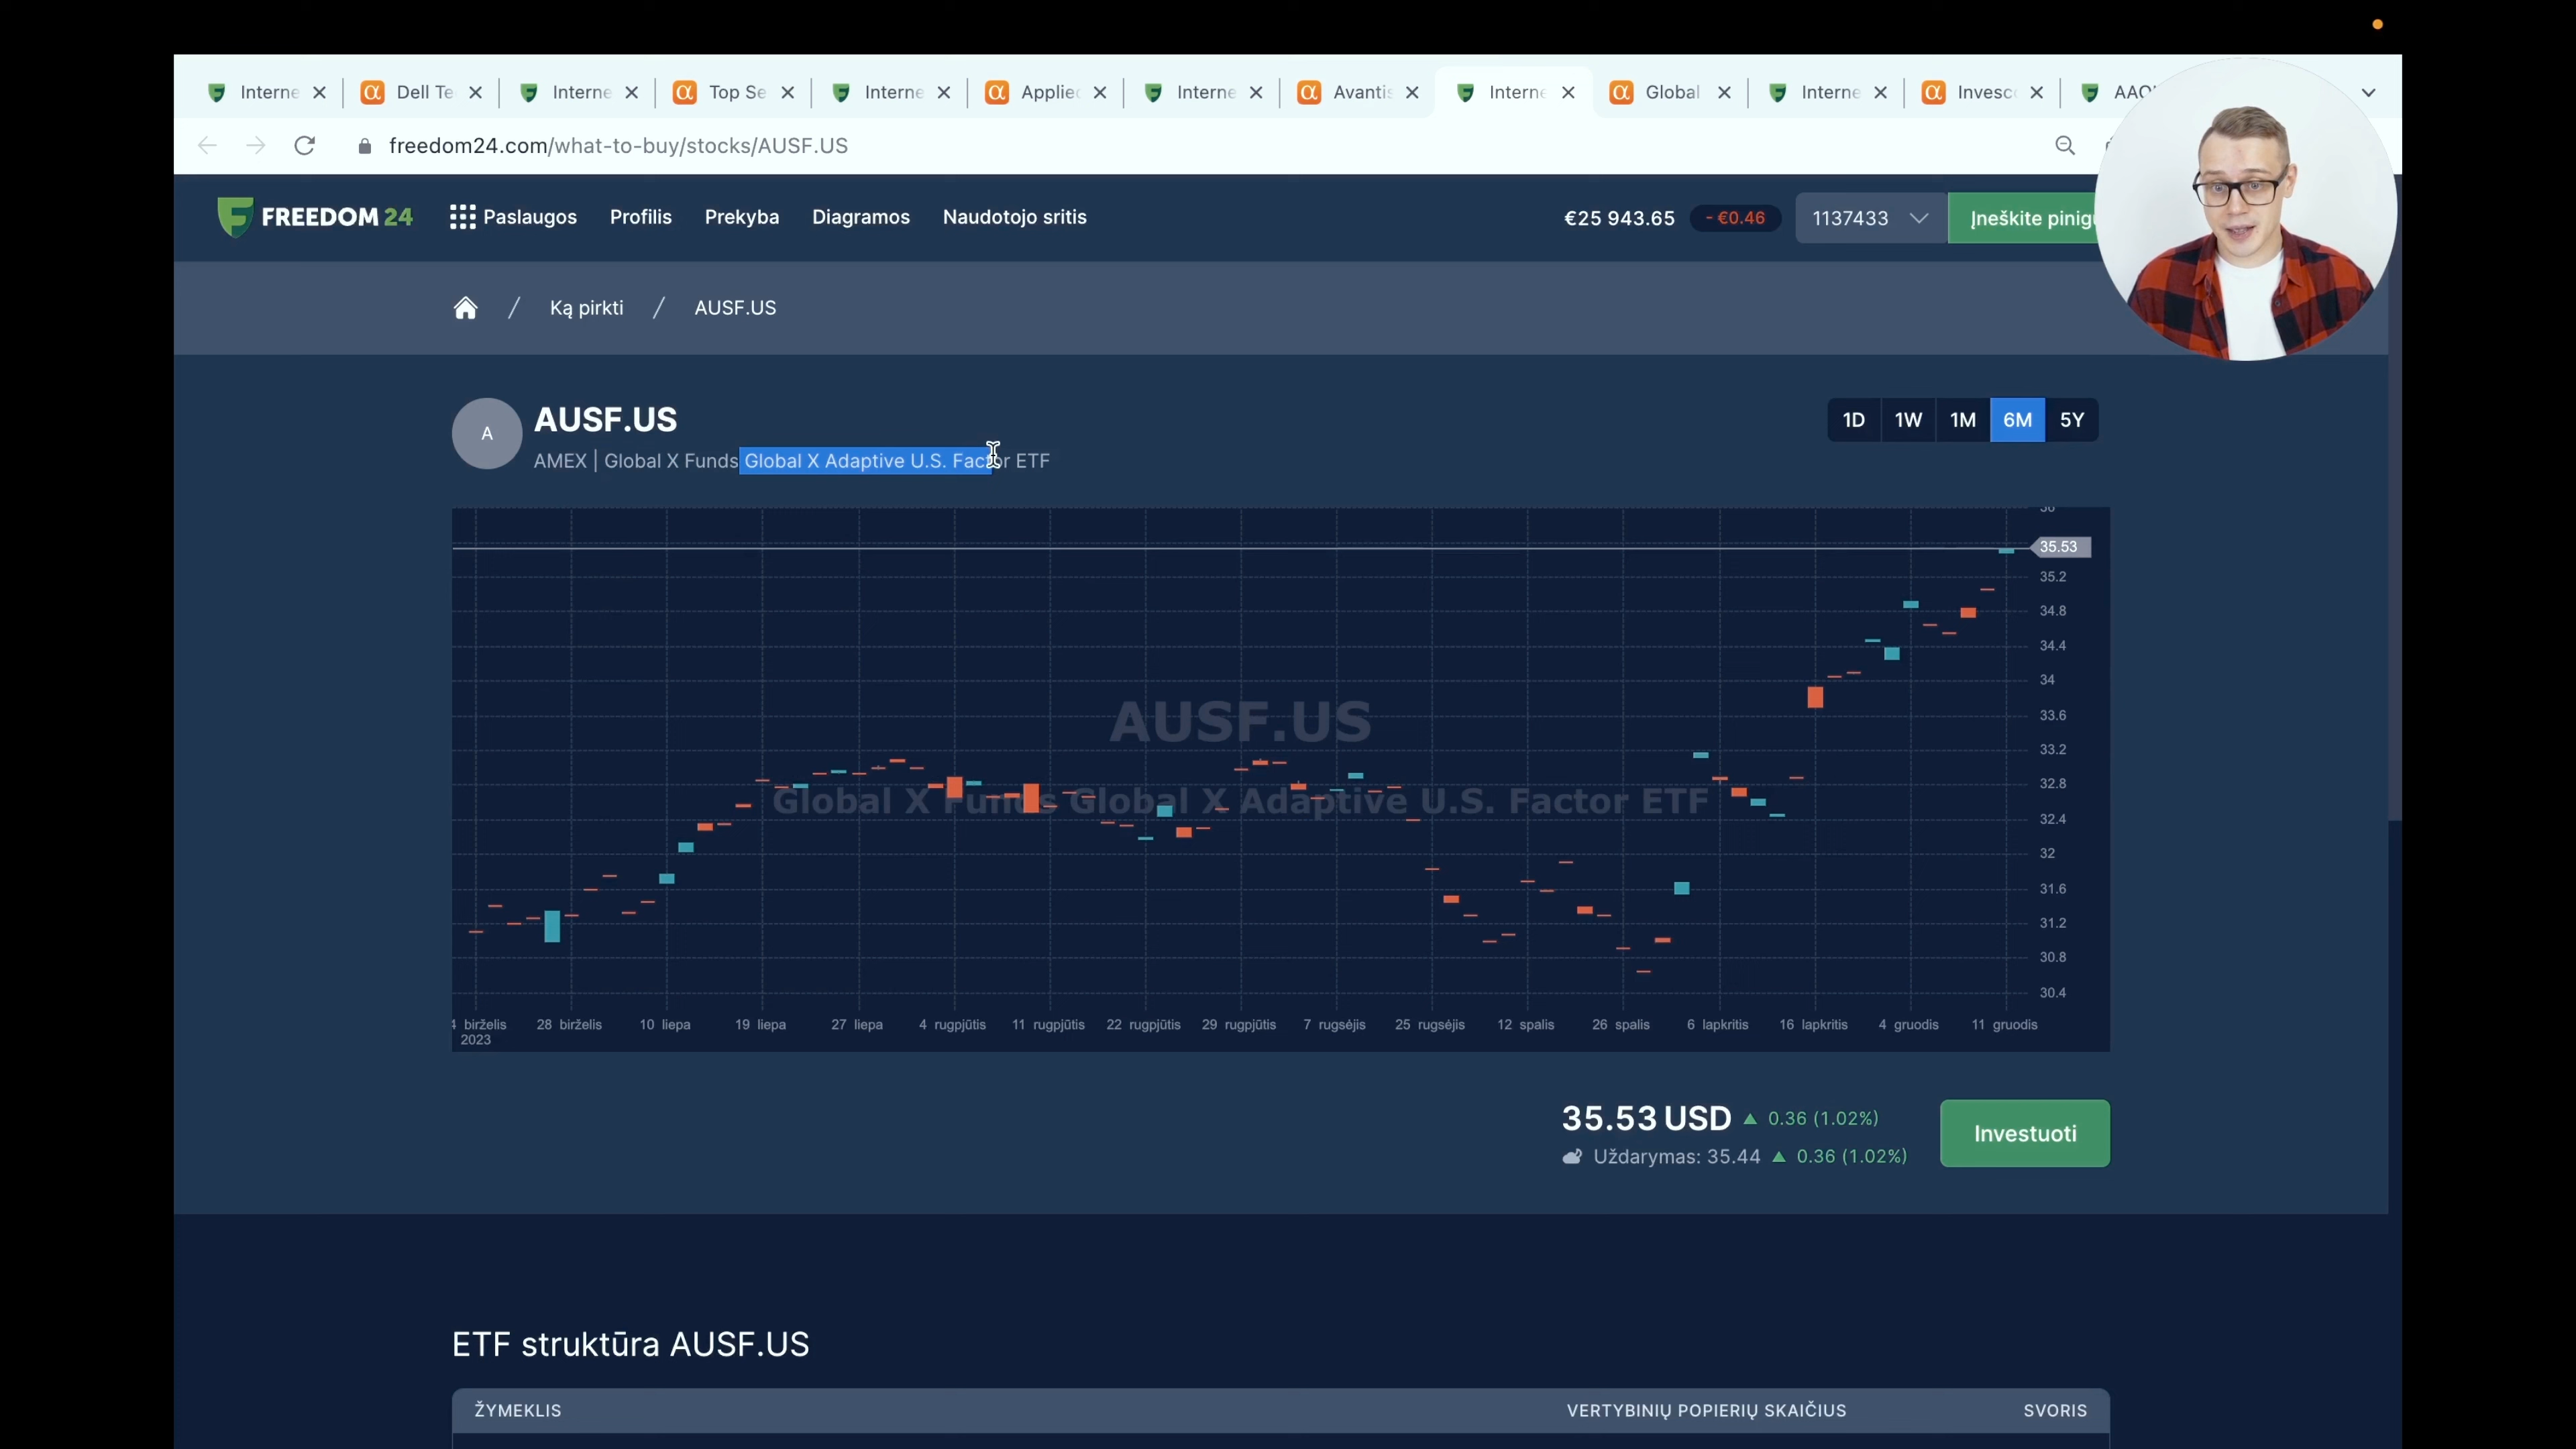 Interne
Dell Te
Interne
Top Se
Interne
Applied
Interne
Avantis
Interne
Global
Interne
Invesco
freedom24.com/what-to-buy/stocks/AUSF.US
FREEDOM 24
Paslaugos
Profilis
Prekyba
Diagramos
Naudotojo sritis
€25 943.65
- €0.46
1137433
Įneškite pinigų
/ Ką pirkti / AUSF.US
A
AUSF.US
AMEX | Global X Funds Global X Adaptive U.S. Factor ETF
1D 1W 1M 6M 5Y
36
35.53
35.2
34.8
34.4
34
33.6
33.2
32.8
32.4
32
31.6
31.2
30.8
30.4
AUSF.US
Global X Funds Global X Adaptive U.S. Factor ETF
4 birželis 28 birželis 10 liepa 19 liepa 27 liepa 4 rugpjūtis 11 rugpjūtis 22 rugpjūtis 29 rugpjūtis 7 rugsėjis 25 rugsėjis 12 spalis 26 spalis 6 lapkritis 16 lapkritis 4 gruodis 11 gruodis
2023
35.53 USD ▲ 0.36 (1.02%)
Uždarymas: 35.44 ▲ 0.36 (1.02%)
Investuoti
ETF struktūra AUSF.US
ŽYMEKLIS VERTYBINIŲ POPIERIŲ SKAIČIUS SVORIS